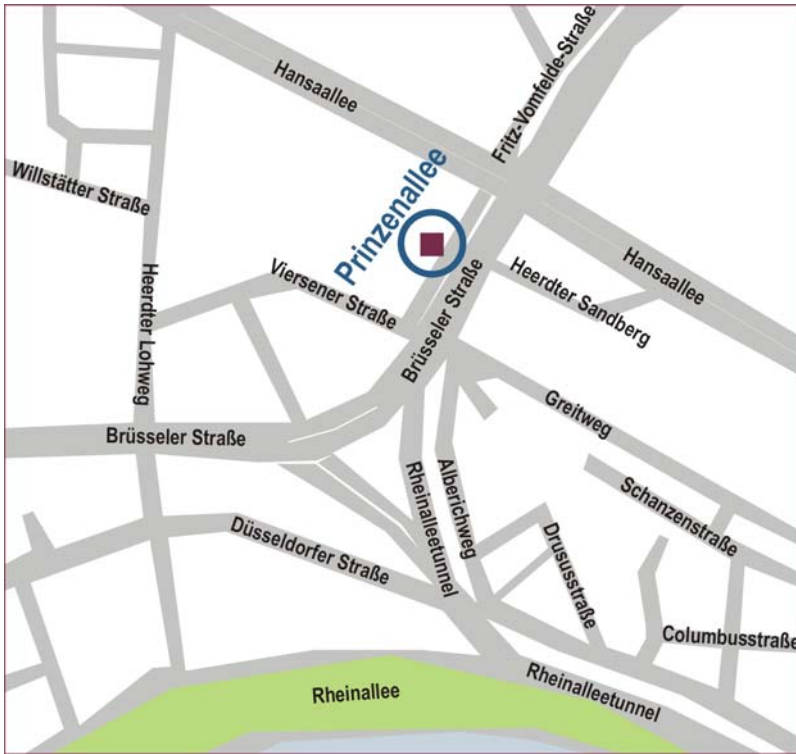 Fritz-Vomfelde-Straße
Hansaallee
Prinzenallee
Willstätter Straße
Hansaallee
Heerdter Sandberg
Viersener Straße
Heerdter Lohweg
Brüsseler Straße
Greitweg
Brüsseler Straße
Rheinalleetunnel
Alberichweg
Schanzenstraße
Düsseldorfer Straße
Drususstraße
Columbusstraße
Rheinallee
Rheinalleetunnel